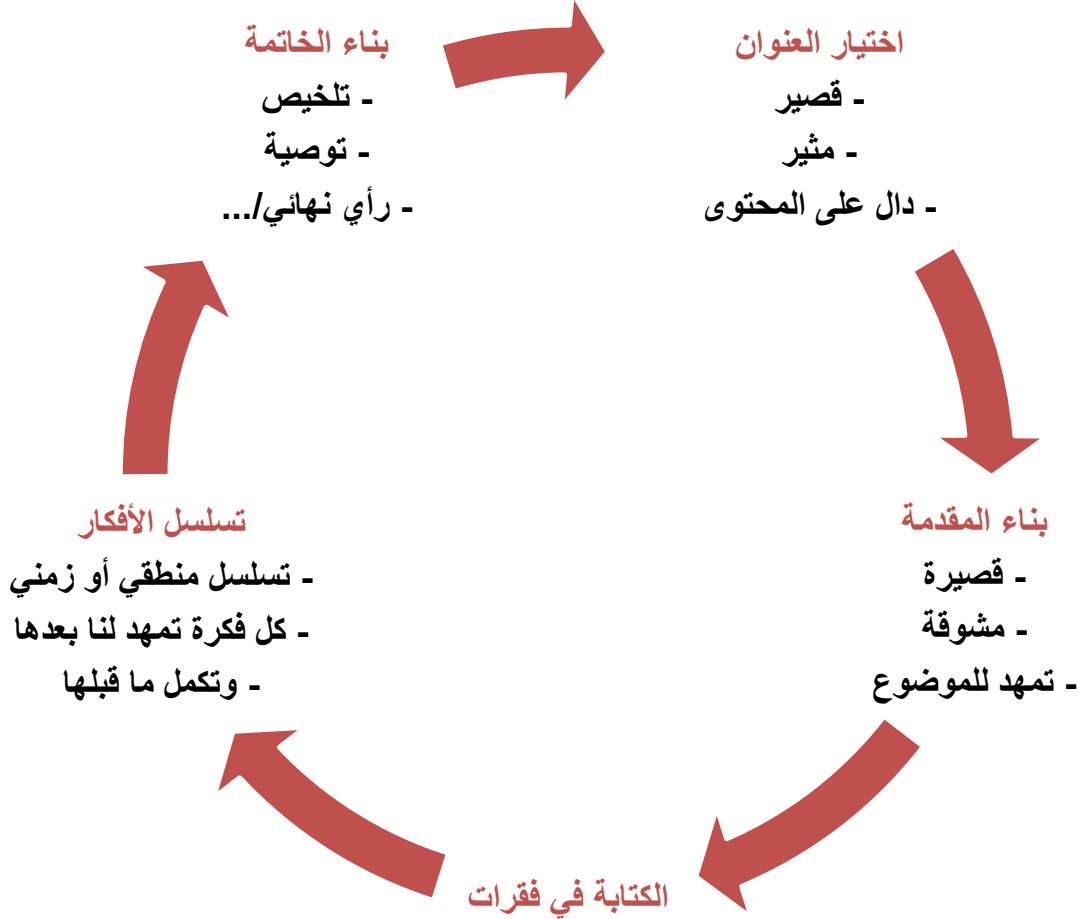 اختيار العنوان
- قصير
- مثير
- دال على المحتوى
بناء المقدمة
- قصيرة
- مشوقة
- تمهد للموضوع
الكتابة في فقرات
تسلسل الأفكار
- تسلسل منطقي أو زمني
- كل فكرة تمهد لنا بعدها
- وتكمل ما قبلها
بناء الخاتمة
- تلخيص
- توصية
- رأي نهائي/...